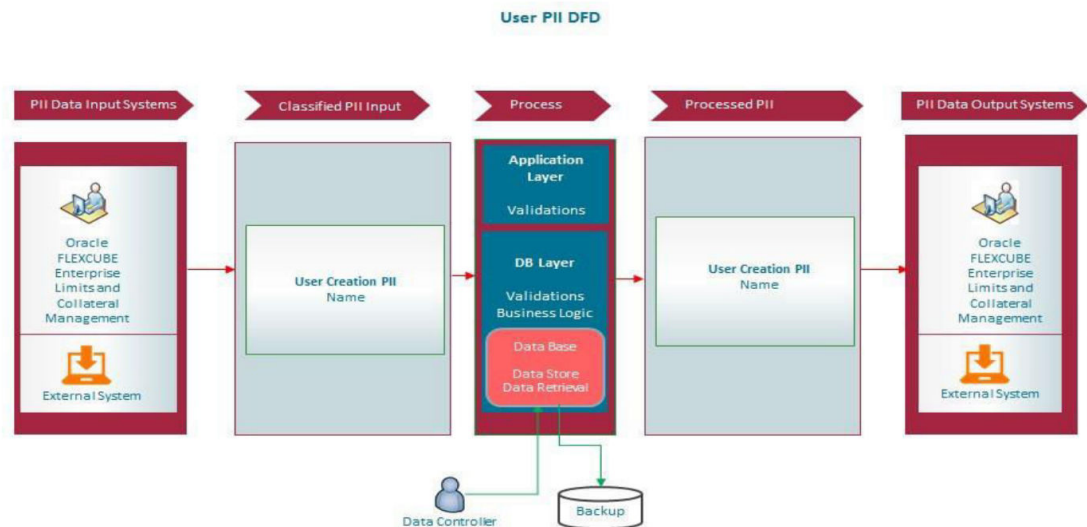 User PII DFD
PII Data Input Systems
Classified PII Input
Process
Processed PII
PII Data Output Systems
Oracle
FLEXCUBE
Enterprise
Limits and
Collateral
Management
External System
User Creation PII
Name
Application
Layer
Validations
DB Layer
Validations
Business Logic
Data Base
Data Store
Data Retrieval
User Creation PII
Name
Oracle
FLEXCUBE
Enterprise
Limits and
Collateral
Management
External System
Data Controller
Backup